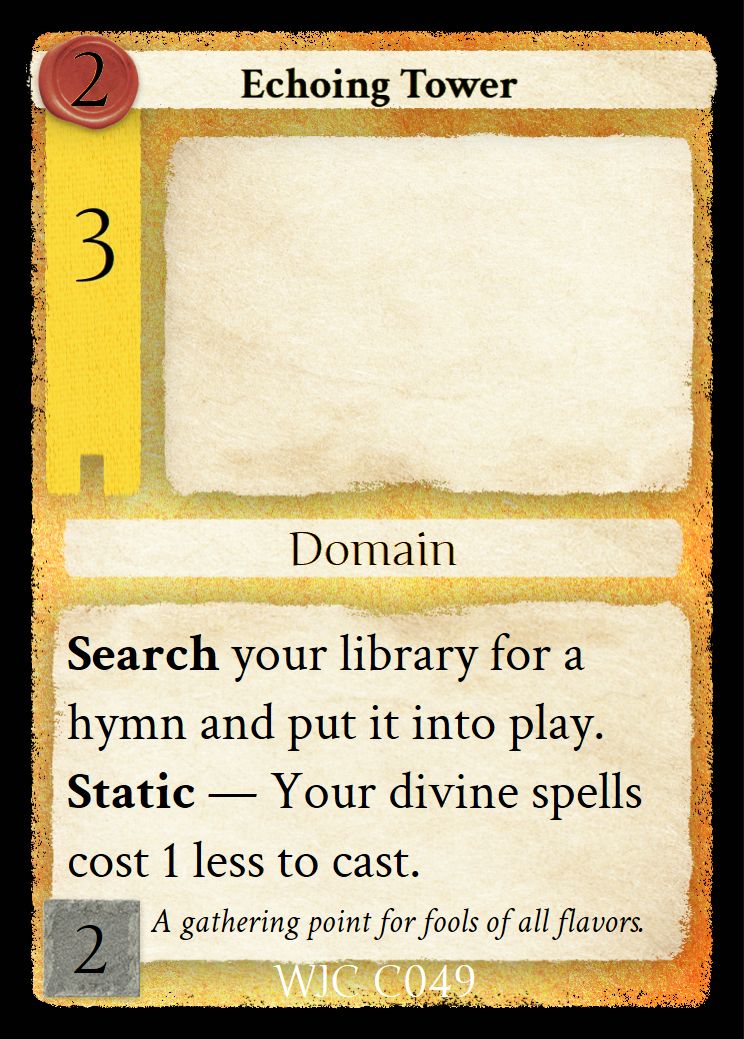 2
Echoing Tower
3
Domain
Search your library for a
hymn and put it into play.
Static — Your divine spells
cost 1 less to cast.
A gathering point for fools of all flavors.
2
WJC C049